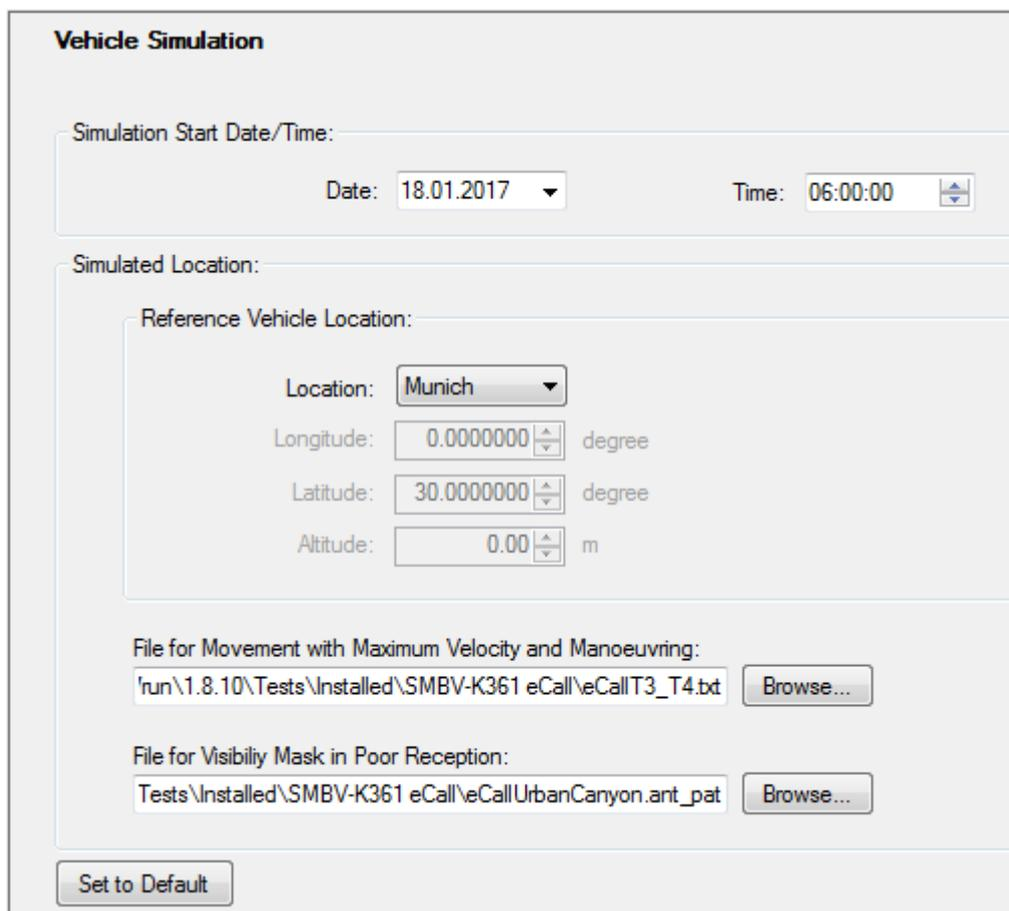 Vehicle Simulation
Simulation Start Date/Time:
Date: 18.01.2017 Time: 06:00:00
Simulated Location:
Reference Vehicle Location:
Location: Munich
Longitude: 0.0000000 degree
Latitude: 30.0000000 degree
Altitude: 0.00 m
File for Movement with Maximum Velocity and Manoeuvring:
'run\1.8.10\Tests\Installed\SMBV-K361 eCall\eCallT3_T4.txt Browse...
File for Visibiliy Mask in Poor Reception:
Tests\Installed\SMBV-K361 eCall\eCallUrbanCanyon.ant_pat Browse...
Set to Default